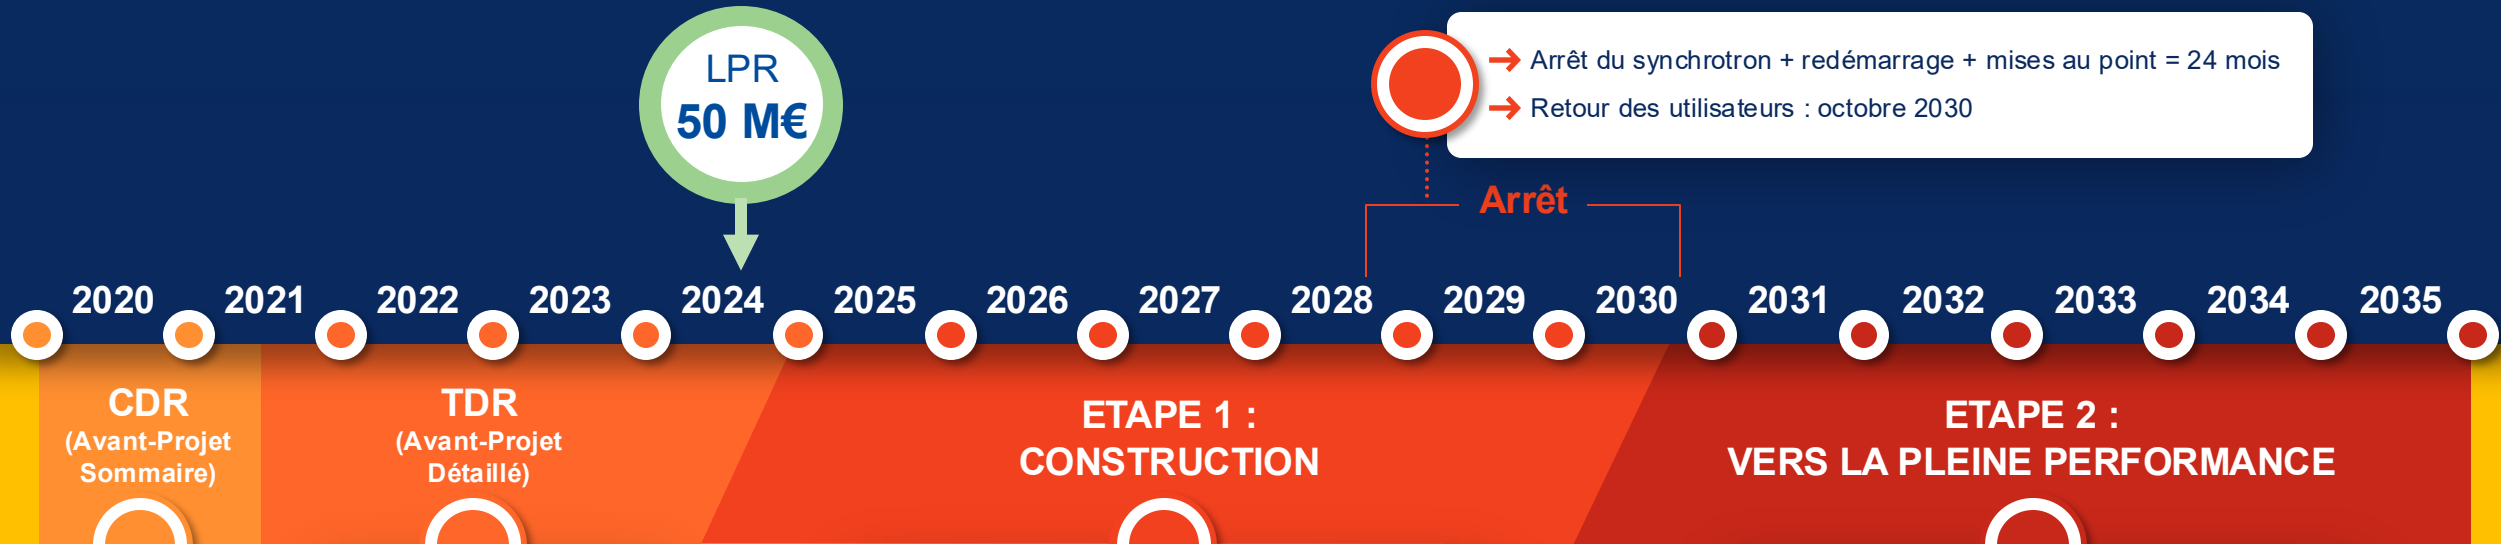 LPR
50 M€
Arrêt du synchrotron + redémarrage + mises au point = 24 mois
Retour des utilisateurs : octobre 2030
Arrêt
2020 2021 2022 2023 2024 2025 2026 2027 2028 2029 2030 2031 2032 2033 2034 2035
CDR
(Avant-Projet
Sommaire)
TDR
(Avant-Projet
Détaillé)
ETAPE 1 :
CONSTRUCTION
ETAPE 2 :
VERS LA PLEINE PERFORMANCE